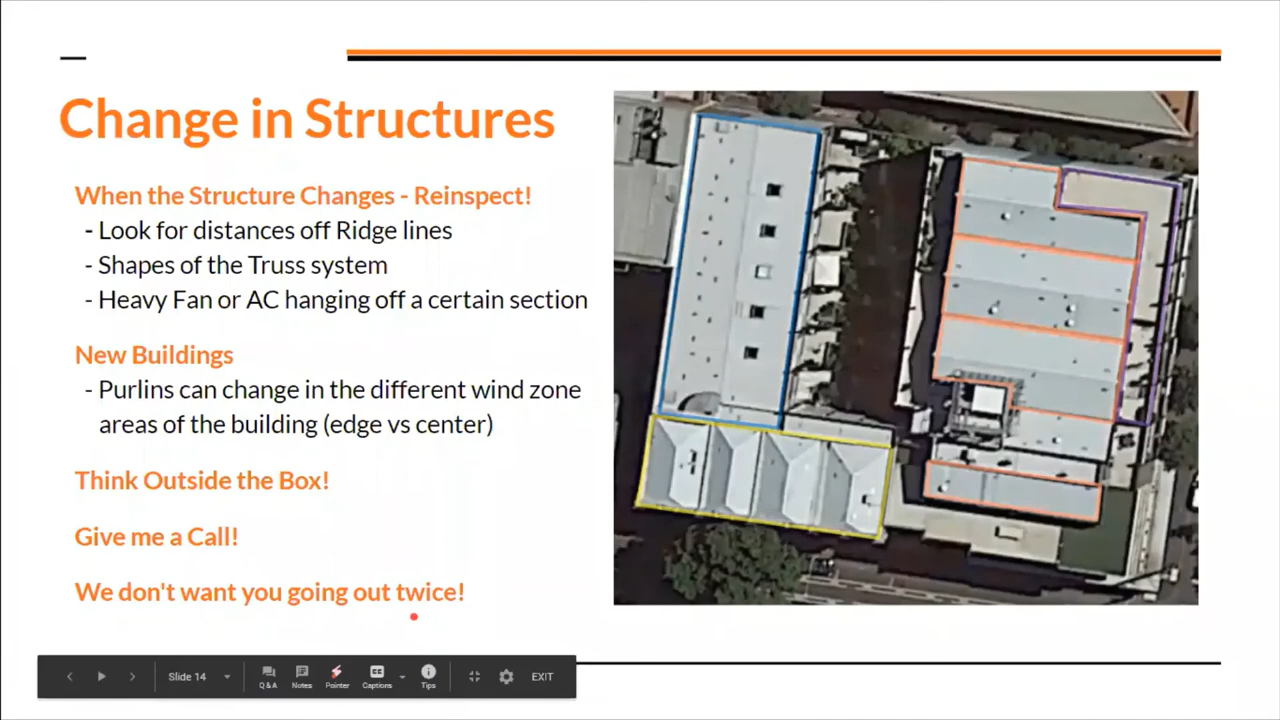 Change in Structures
When the Structure Changes - Reinspect!
- Look for distances off Ridge lines
- Shapes of the Truss system
- Heavy Fan or AC hanging off a certain section
New Buildings
- Purlins can change in the different wind zone
areas of the building (edge vs center)
Think Outside the Box!
Give me a Call!
We don't want you going out twice!
Slide 14
Q&A
Notes
Pointer
Captions
Tips
EXIT